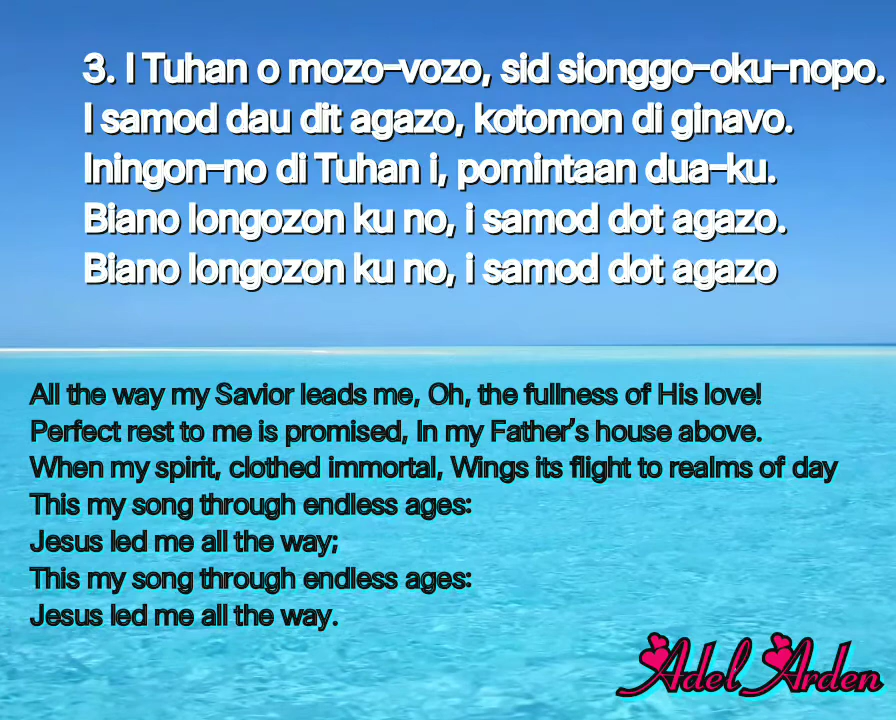 3. I Tuhan o mozo-vozo, sid sionggo-oku-nopo.
I samod dau dit agazo, kotomon di ginavo.
Iningon-no di Tuhan i, pomintaan dua-ku.
Biano longozon ku no, i samod dot agazo.
Biano longozon ku no, i samod dot agazo
All the way my Savior leads me, Oh, the fullness of His love!
Perfect rest to me is promised, In my Father's house above.
When my spirit, clothed immortal, Wings its flight to realms of day
This my song through endless ages:
Jesus led me all the way;
This my song through endless ages:
Jesus led me all the way.
Adel Arden